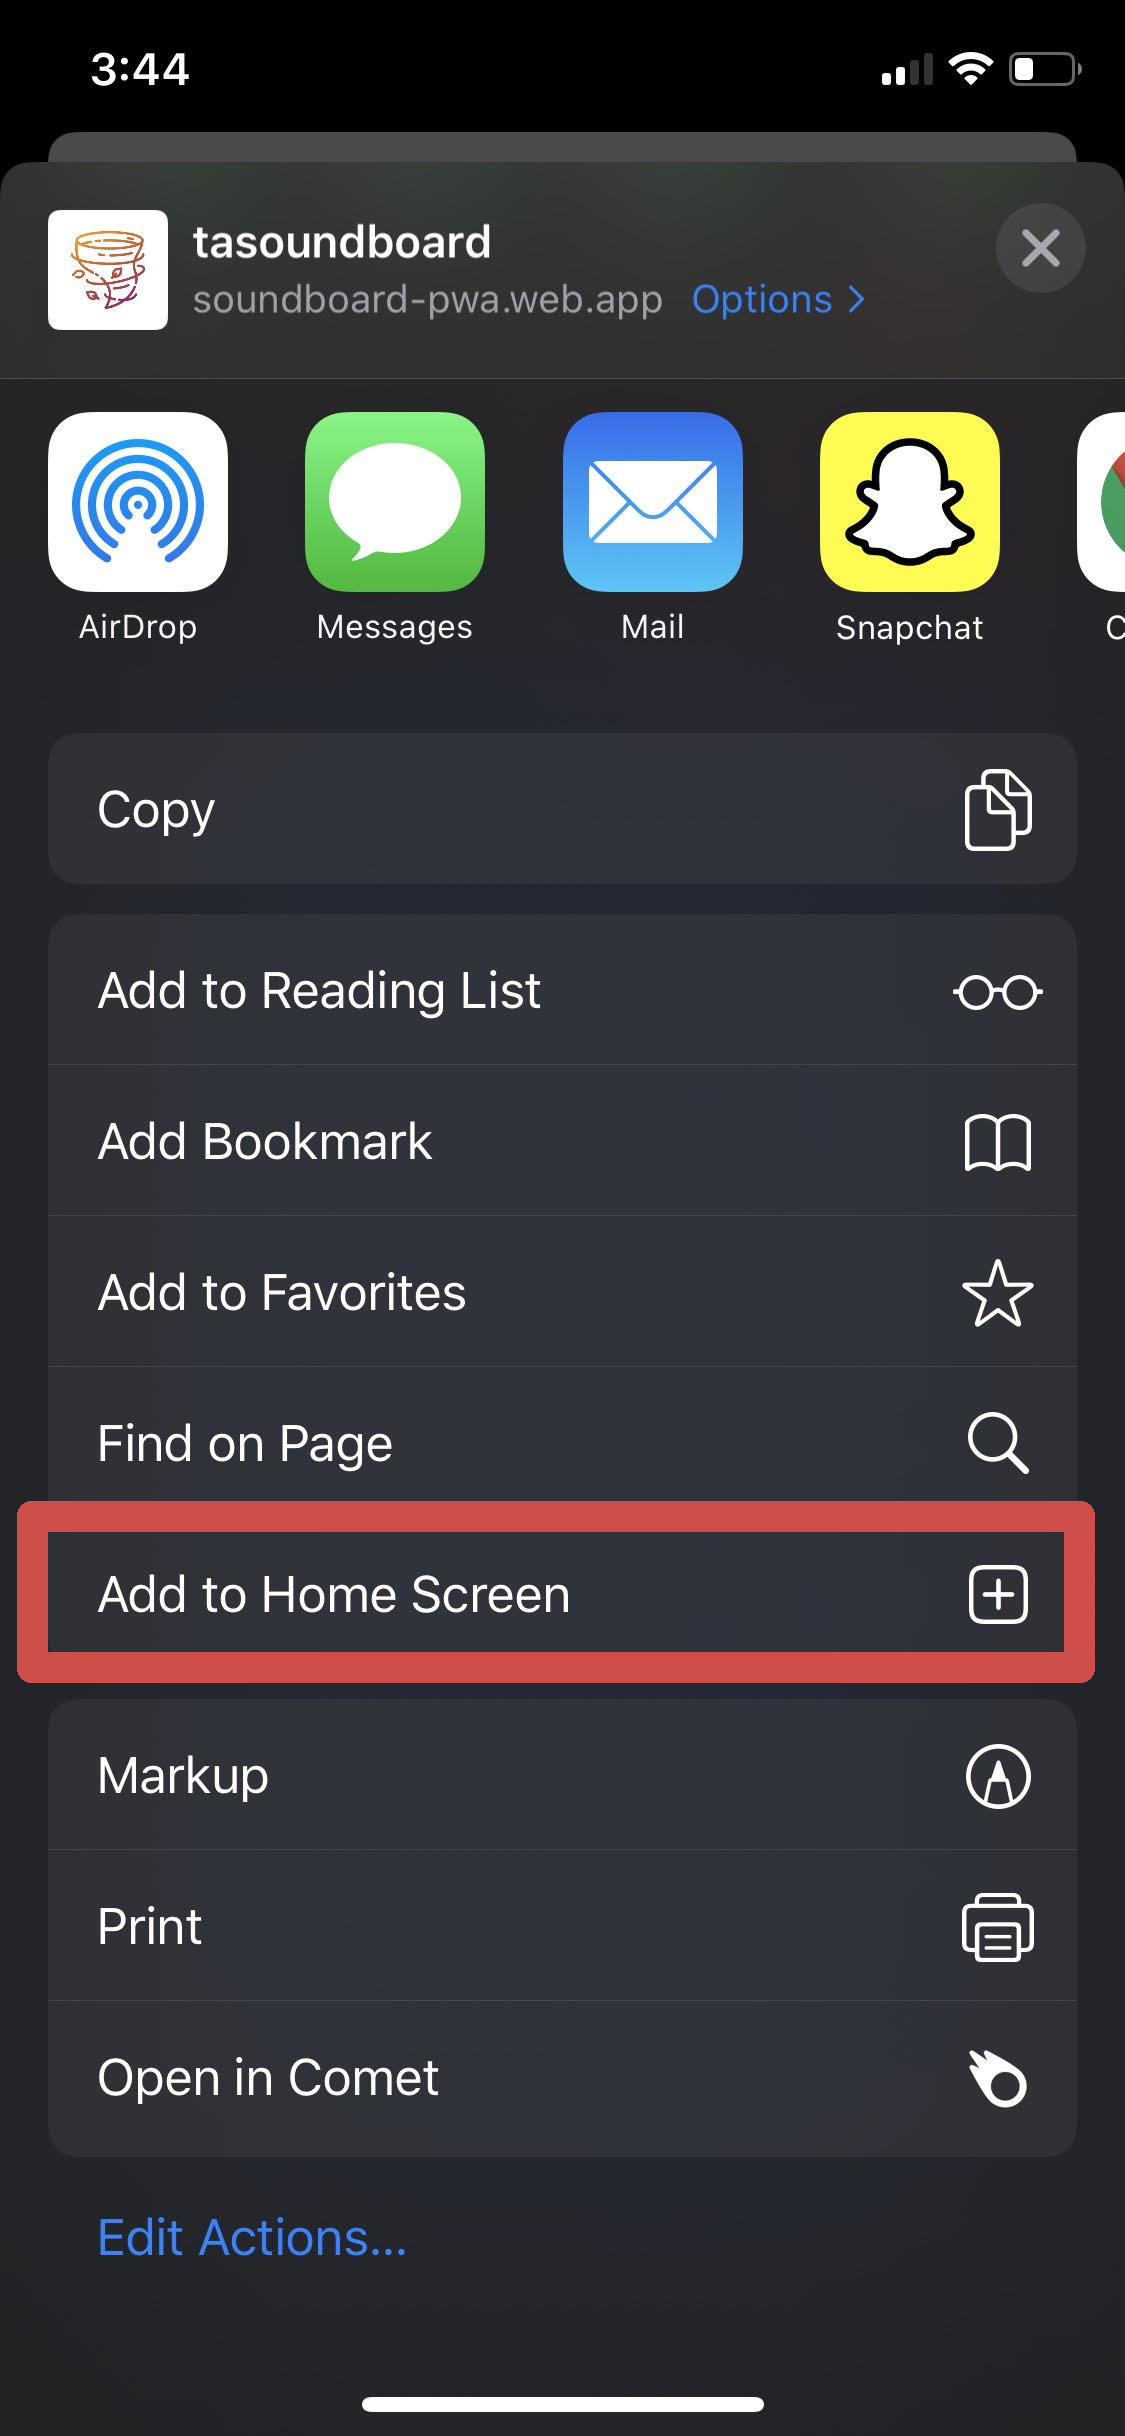 3:44
tasoundboard
soundboard-pwa.web.app Options
AirDrop
Messages
Mail
Snapchat
C
Copy
Add to Reading List
Add Bookmark
Add to Favorites
Find on Page
Add to Home Screen
Markup
Print
Open in Comet
Edit Actions...